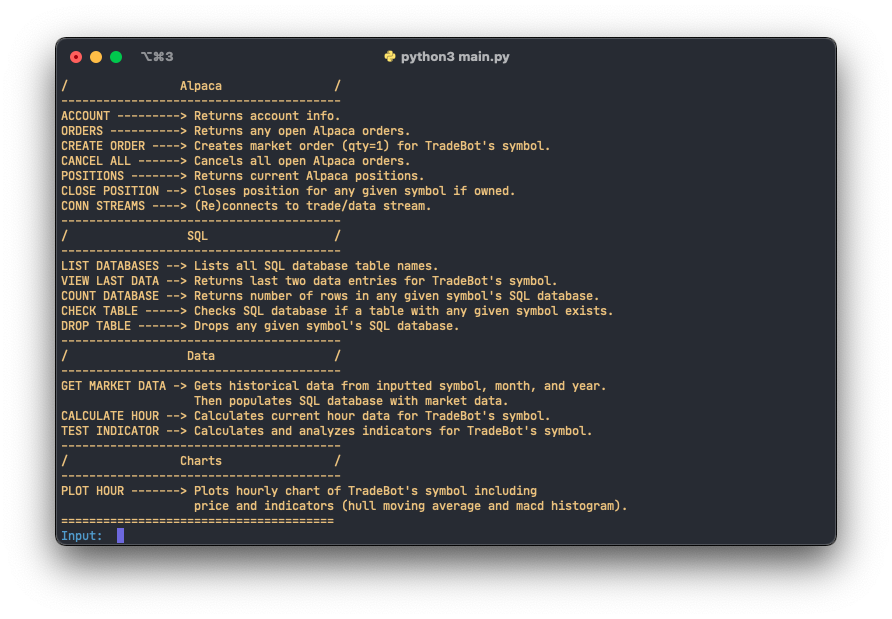 ⌥⌘3
python3 main.py
/                Alpaca                /
----------------------------------------
ACCOUNT ---------> Returns account info.
ORDERS ----------> Returns any open Alpaca orders.
CREATE ORDER ----> Creates market order (qty=1) for TradeBot's symbol.
CANCEL ALL ------> Cancels all open Alpaca orders.
POSITIONS -------> Returns current Alpaca positions.
CLOSE POSITION --> Closes position for any given symbol if owned.
CONN STREAMS ----> (Re)connects to trade/data stream.
----------------------------------------
/                 SQL                  /
----------------------------------------
LIST DATABASES --> Lists all SQL database table names.
VIEW LAST DATA --> Returns last two data entries for TradeBot's symbol.
COUNT DATABASE --> Returns number of rows in any given symbol's SQL database.
CHECK TABLE -----> Checks SQL database if a table with any given symbol exists.
DROP TABLE ------> Drops any given symbol's SQL database.
----------------------------------------
/                 Data                 /
----------------------------------------
GET MARKET DATA -> Gets historical data from inputted symbol, month, and year.
                   Then populates SQL database with market data.
CALCULATE HOUR --> Calculates current hour data for TradeBot's symbol.
TEST INDICATOR --> Calculates and analyzes indicators for TradeBot's symbol.
----------------------------------------
/                Charts                /
----------------------------------------
PLOT HOUR -------> Plots hourly chart of TradeBot's symbol including
                   price and indicators (hull moving average and macd histogram).
=======================================
Input: